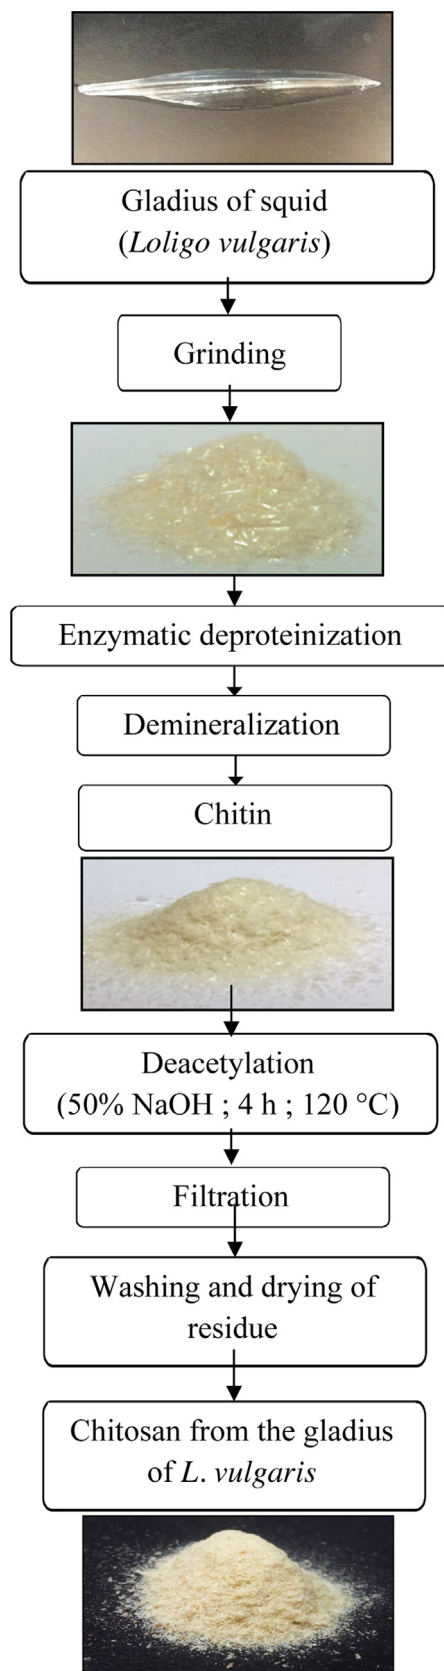 Gladius of squid
(Loligo vulgaris)
Grinding
Enzymatic deproteinization
Demineralization
Chitin
Deacetylation
(50% NaOH ; 4 h ; 120 °C)
Filtration
Washing and drying of
residue
Chitosan from the gladius
of L. vulgaris